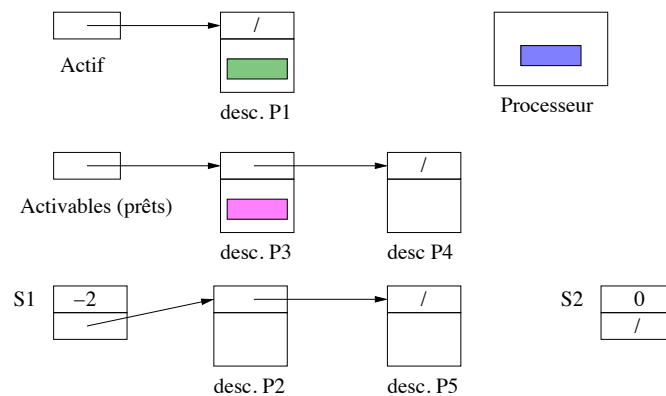 /
Actif
desc. P1
Processeur
/
Activables (prêts)
desc. P3
desc P4
S1
−2
/
S2
0
/
desc. P2
desc. P5